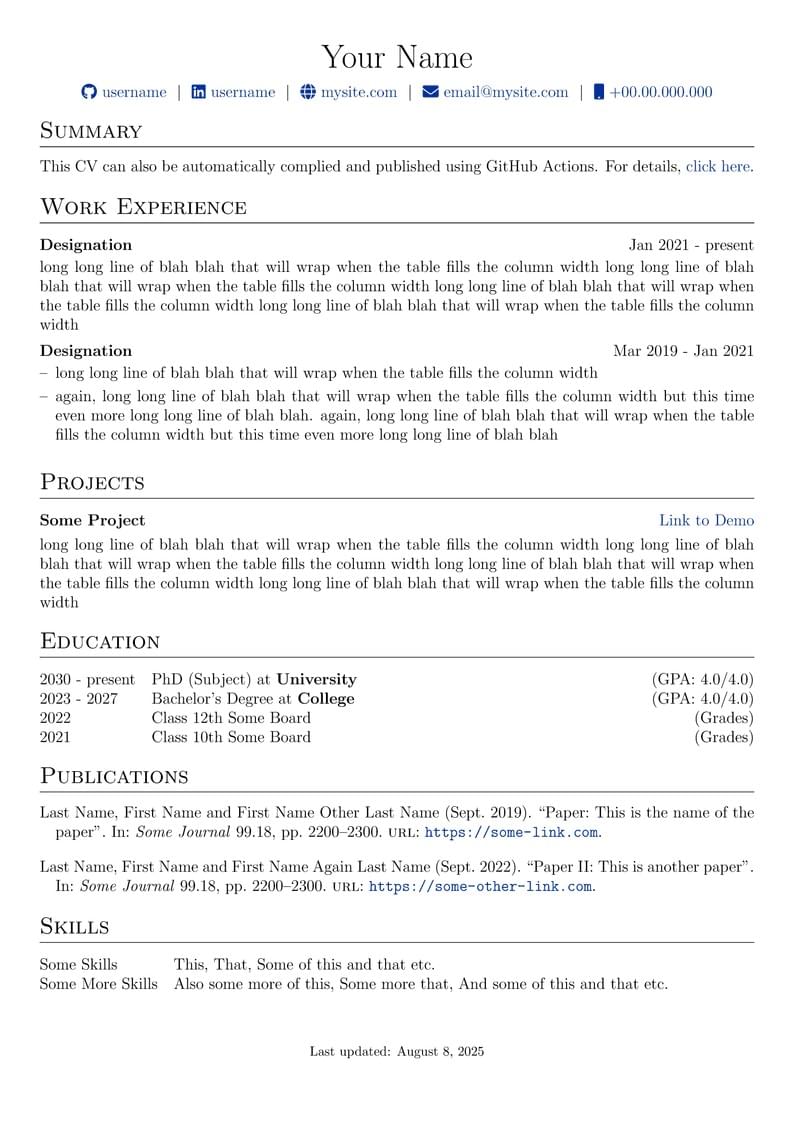 Your Name
username | username | mysite.com | email@mysite.com | +00.00.000.000
Summary
This CV can also be automatically complied and published using GitHub Actions. For details, click here.
Work Experience
Designation Jan 2021 - present
long long line of blah blah that will wrap when the table fills the column width long long line of blah
blah that will wrap when the table fills the column width long long line of blah blah that will wrap when
the table fills the column width long long line of blah blah that will wrap when the table fills the column
width
Designation Mar 2019 - Jan 2021
– long long line of blah blah that will wrap when the table fills the column width
– again, long long line of blah blah that will wrap when the table fills the column width but this time
even more long long line of blah blah. again, long long line of blah blah that will wrap when the table
fills the column width but this time even more long long line of blah blah
Projects
Some Project Link to Demo
long long line of blah blah that will wrap when the table fills the column width long long line of blah
blah that will wrap when the table fills the column width long long line of blah blah that will wrap when
the table fills the column width long long line of blah blah that will wrap when the table fills the column
width
Education
2030 - present PhD (Subject) at University (GPA: 4.0/4.0)
2023 - 2027 Bachelor's Degree at College (GPA: 4.0/4.0)
2022 Class 12th Some Board (Grades)
2021 Class 10th Some Board (Grades)
Publications
Last Name, First Name and First Name Other Last Name (Sept. 2019). “Paper: This is the name of the
paper”. In: Some Journal 99.18, pp. 2200–2300. URL: https://some-link.com.
Last Name, First Name and First Name Again Last Name (Sept. 2022). “Paper II: This is another paper”.
In: Some Journal 99.18, pp. 2200–2300. URL: https://some-other-link.com.
Skills
Some Skills This, That, Some of this and that etc.
Some More Skills Also some more of this, Some more that, And some of this and that etc.
Last updated: August 8, 2025